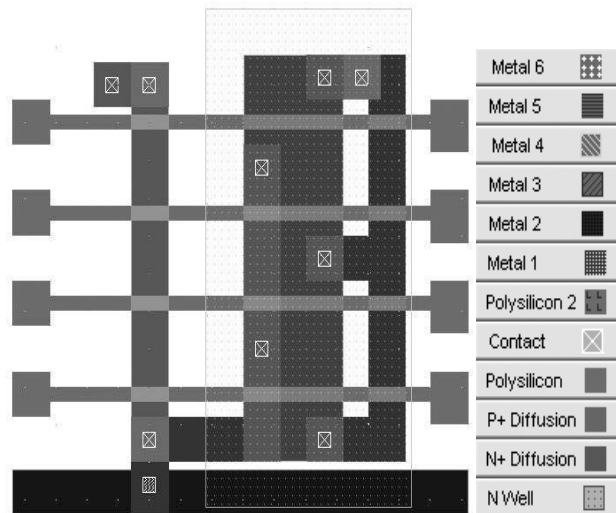 Metal 6
Metal 5
Metal 4
Metal 3
Metal 2
Metal 1
Polysilicon 2
Contact
Polysilicon
P+ Diffusion
N+ Diffusion
N Well